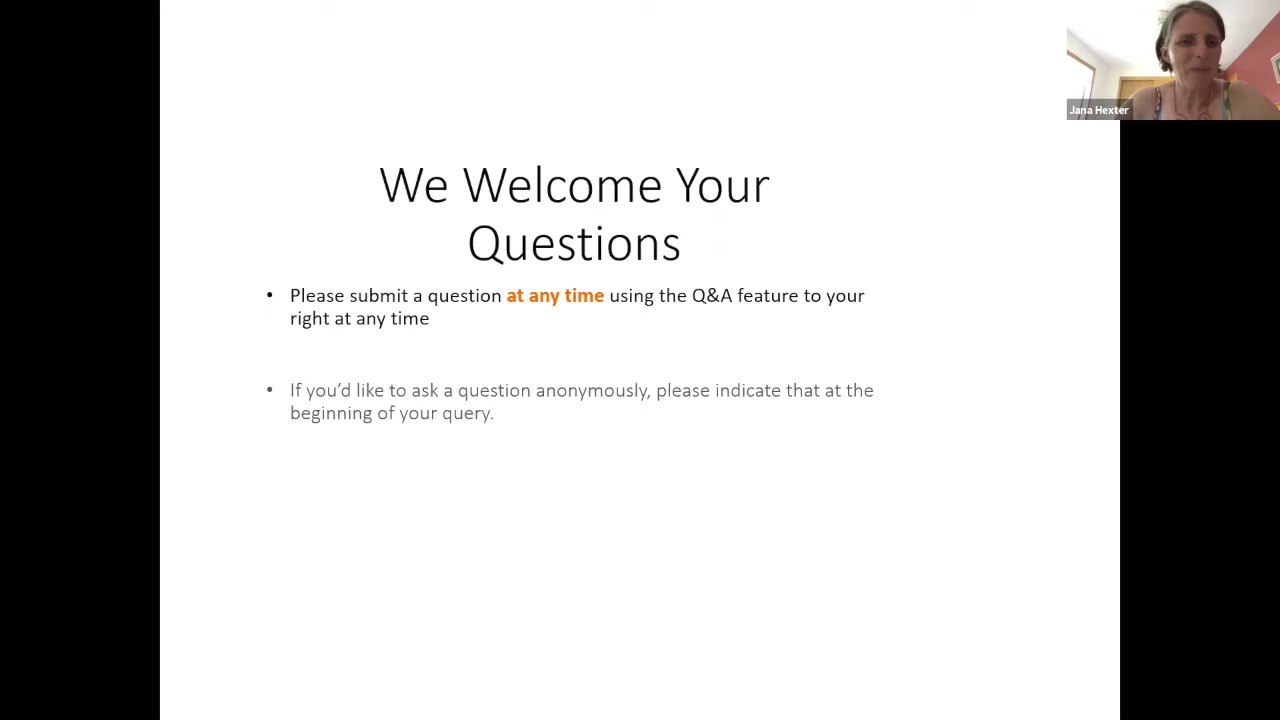 Jana Hexter
We Welcome Your
Questions
• Please submit a question at any time using the Q&A feature to your
right at any time
• If you’d like to ask a question anonymously, please indicate that at the
beginning of your query.